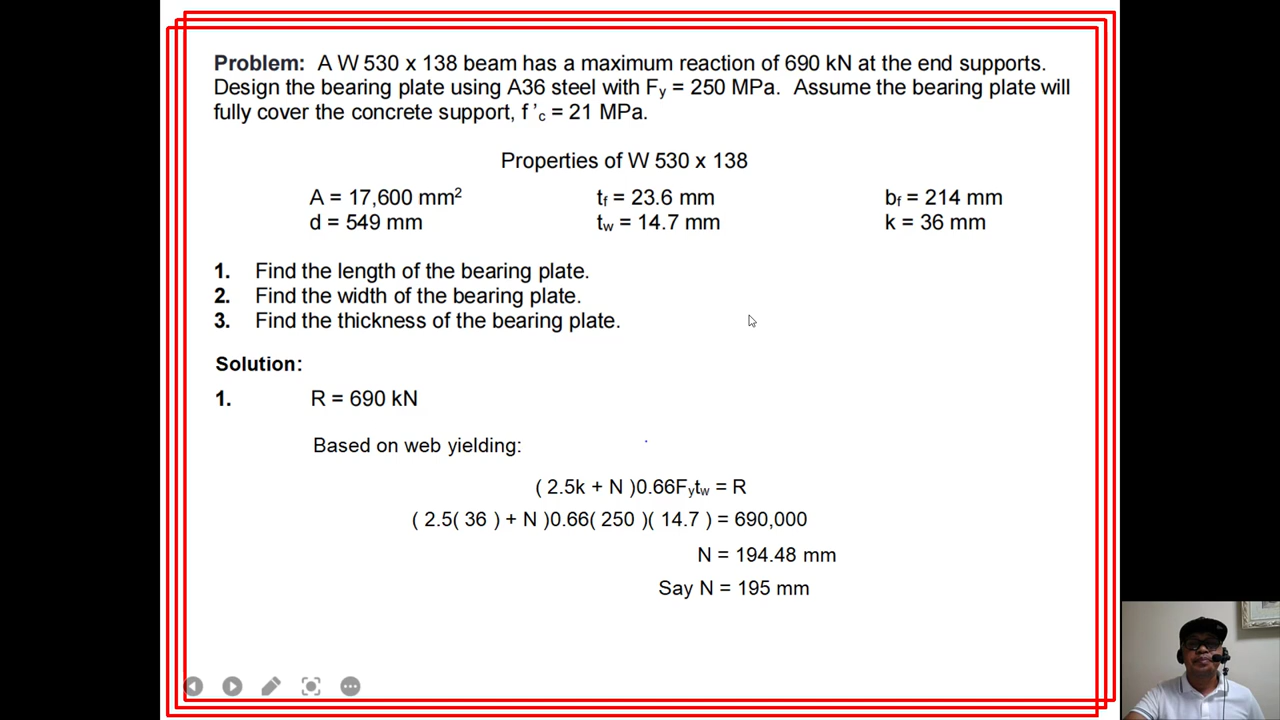 Problem: A W 530 x 138 beam has a maximum reaction of 690 kN at the end supports.
Design the bearing plate using A36 steel with Fy = 250 MPa. Assume the bearing plate will
fully cover the concrete support, f 'c = 21 MPa.
Properties of W 530 x 138
A = 17,600 mm² tf = 23.6 mm bf = 214 mm
d = 549 mm tw = 14.7 mm k = 36 mm
1. Find the length of the bearing plate.
2. Find the width of the bearing plate.
3. Find the thickness of the bearing plate.
Solution:
1. R = 690 kN
Based on web yielding:
( 2.5k + N )0.66Fytw = R
( 2.5( 36 ) + N )0.66( 250 )( 14.7 ) = 690,000
N = 194.48 mm
Say N = 195 mm